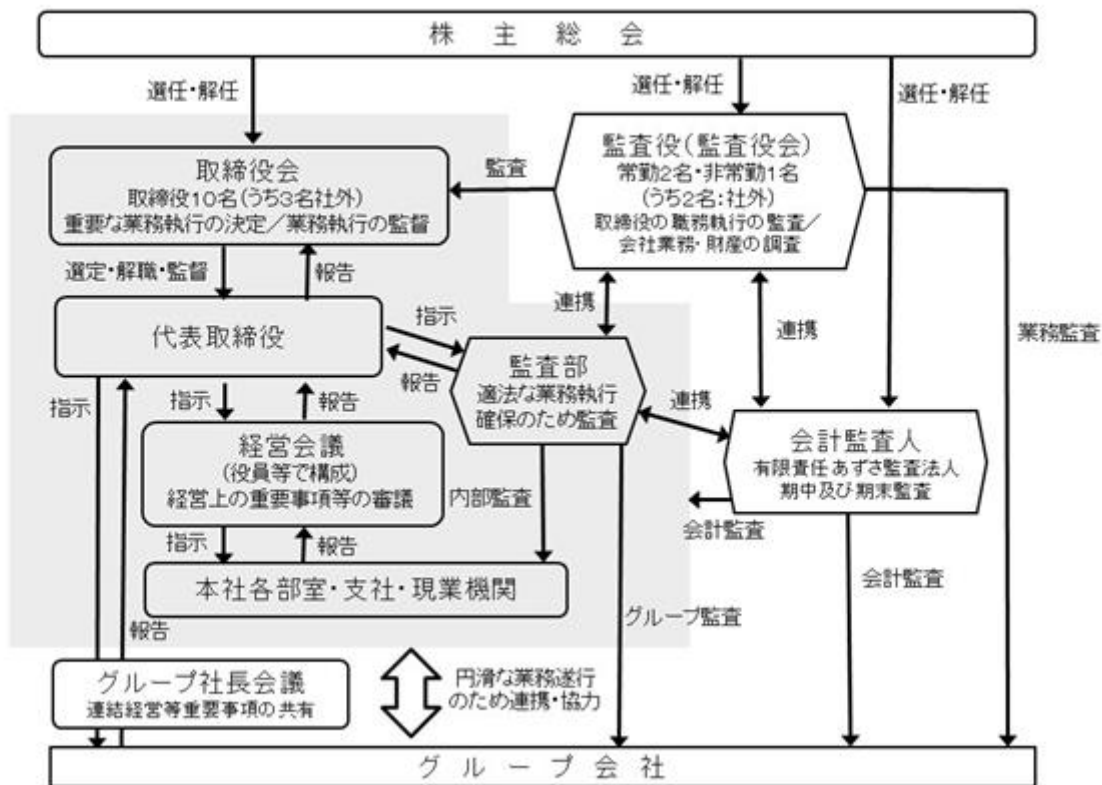 株主総会
選任・解任
選任・解任
選任・解任
取締役会
取締役10名(うち3名社外)
重要な業務執行の決定／業務執行の監督
監査
監査役(監査役会)
常勤2名・非常勤1名
(うち2名:社外)
取締役の職務執行の監査／
会社業務・財産の調査
選定・解職・監督
報告
連携
連携
業務監査
代表取締役
指示
報告
監査部
適法な業務執行
確保のため監査
連携
会計監査人
有限責任 あずさ監査法人
期中及び期末監査
指示
指示
報告
経営会議
(役員等で構成)
経営上の重要事項等の審議
内部監査
会計監査
会計監査
指示
報告
本社各部室・支社・現業機関
グループ監査
報告
グループ社長会議
連結経営等重要事項の共有
円滑な業務遂行
のため連携・協力
グループ会社